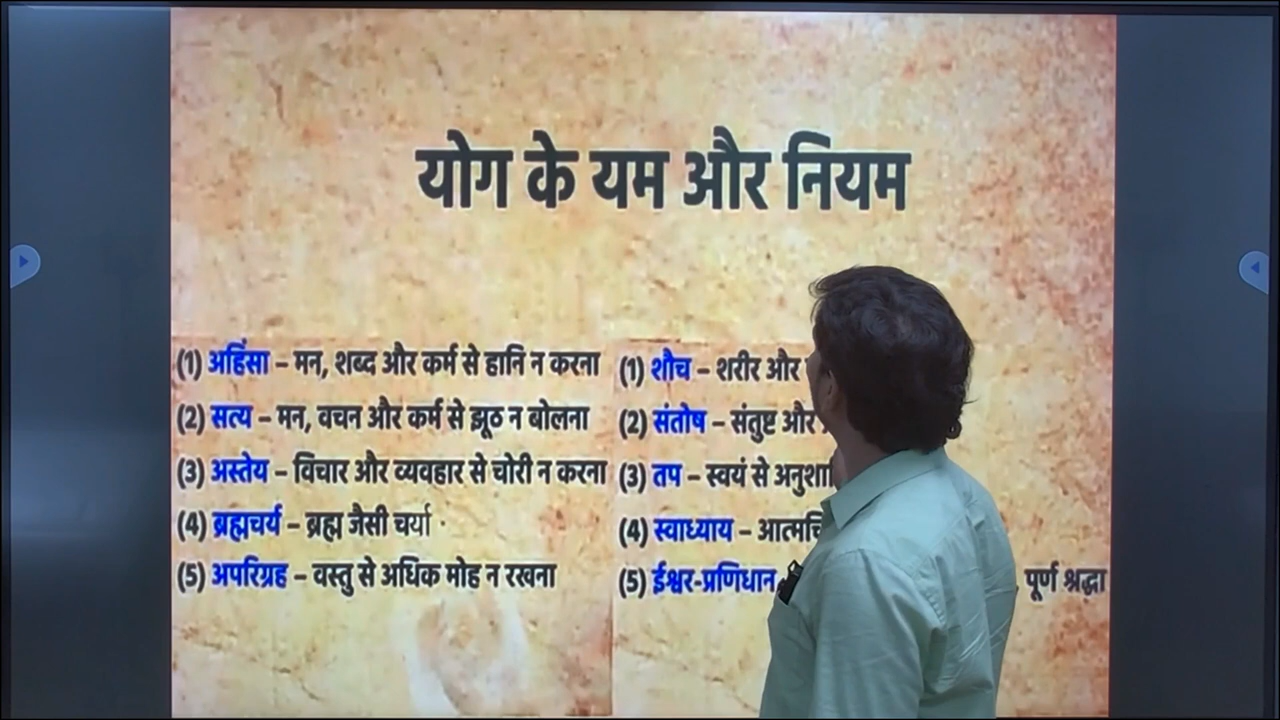 योग के यम और नियम
(1) अहिंसा – मन, शब्द और कर्म से हानि न करना
(2) सत्य – मन, वचन और कर्म से झूठ न बोलना
(3) अस्तेय – विचार और व्यवहार से चोरी न करना
(4) ब्रह्मचर्य – ब्रह्म जैसी चर्या
(5) अपरिग्रह – वस्तु से अधिक मोह न रखना
(1) शौच – शरीर और
(2) संतोष – संतुष्ट और
(3) तप – स्वयं से
(4) स्वाध्याय –
(5) ईश्वर-प्रणिधान पूर्ण श्रद्धा